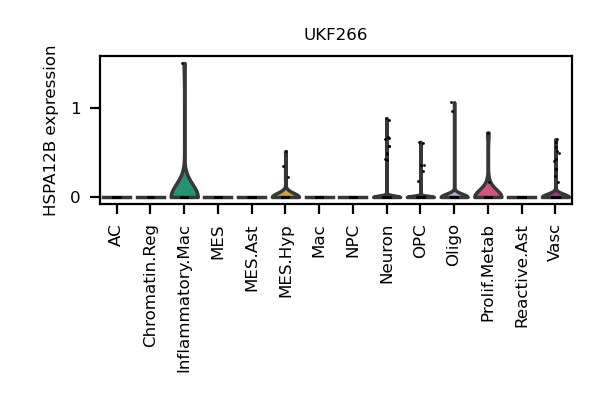 UKF266
HSPA12B expression
1
0
AC
Chromatin.Reg
Inflammatory.Mac
MES
MES.Ast
MES.Hyp
Mac
NPC
Neuron
OPC
Oligo
Prolif.Metab
Reactive.Ast
Vasc